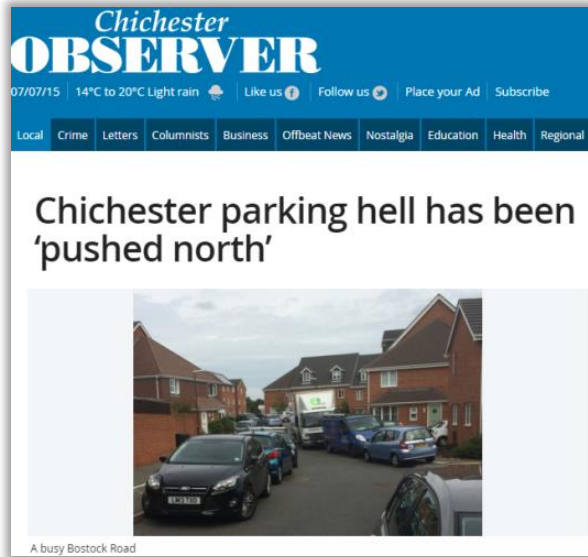 Chichester
OBSERVER
07/07/15 14°C to 20°C Light rain Like us Follow us Place your Ad Subscribe
Local Crime Letters Columnists Business Offbeat News Nostalgia Education Health Regional
Chichester parking hell has been
‘pushed north’
A busy Bostock Road